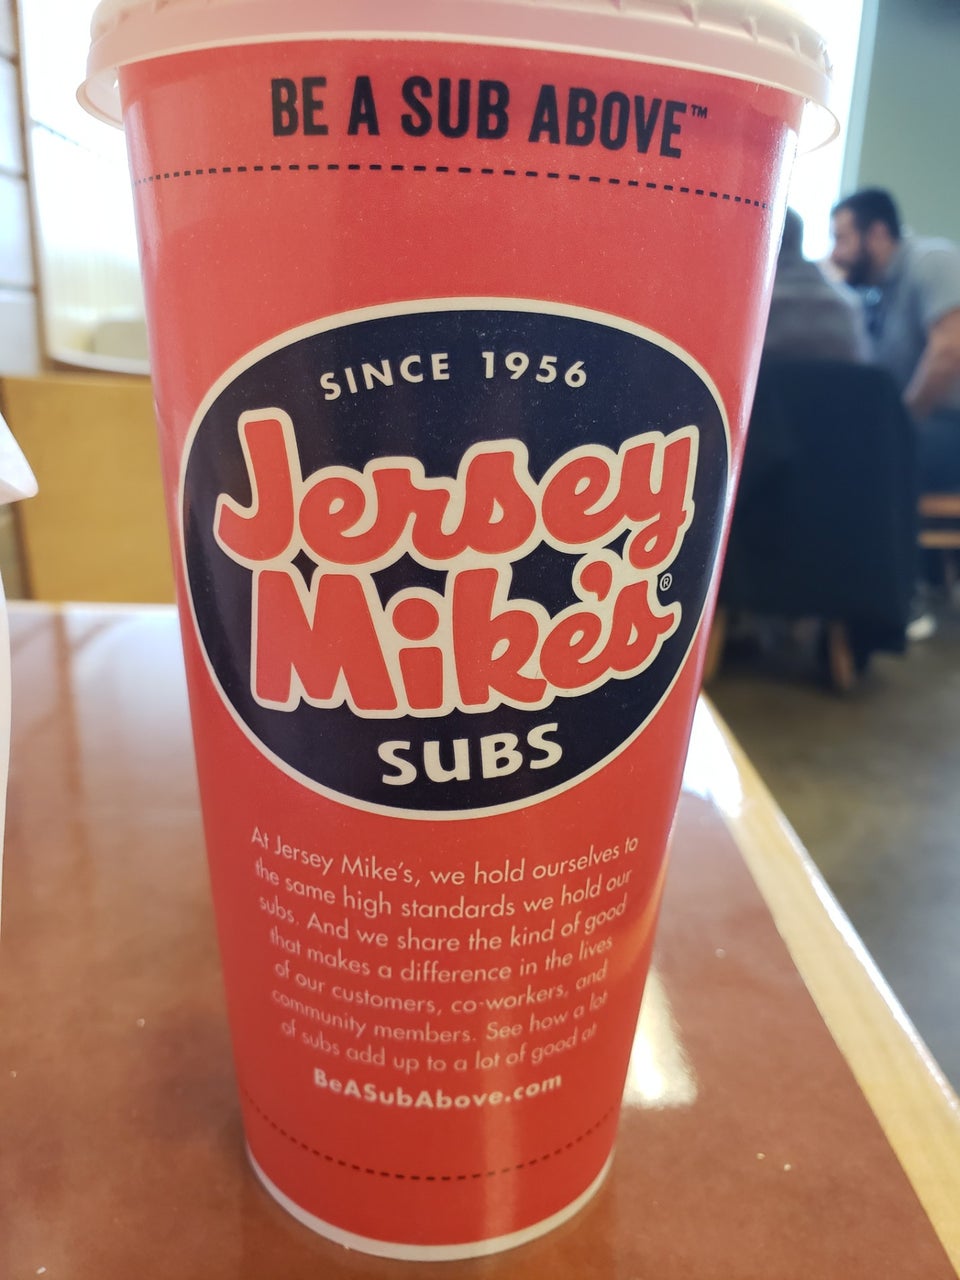 BE A SUB ABOVE™
SINCE 1956
Jersey
Mike's®
SUBS
At Jersey Mike's, we hold ourselves to
the same high standards we hold our
subs. And we share the kind of good
that makes a difference in the lives
of our customers, co-workers, and
community members. See how a lot
of subs add up to a lot of good at
BeASubAbove.com